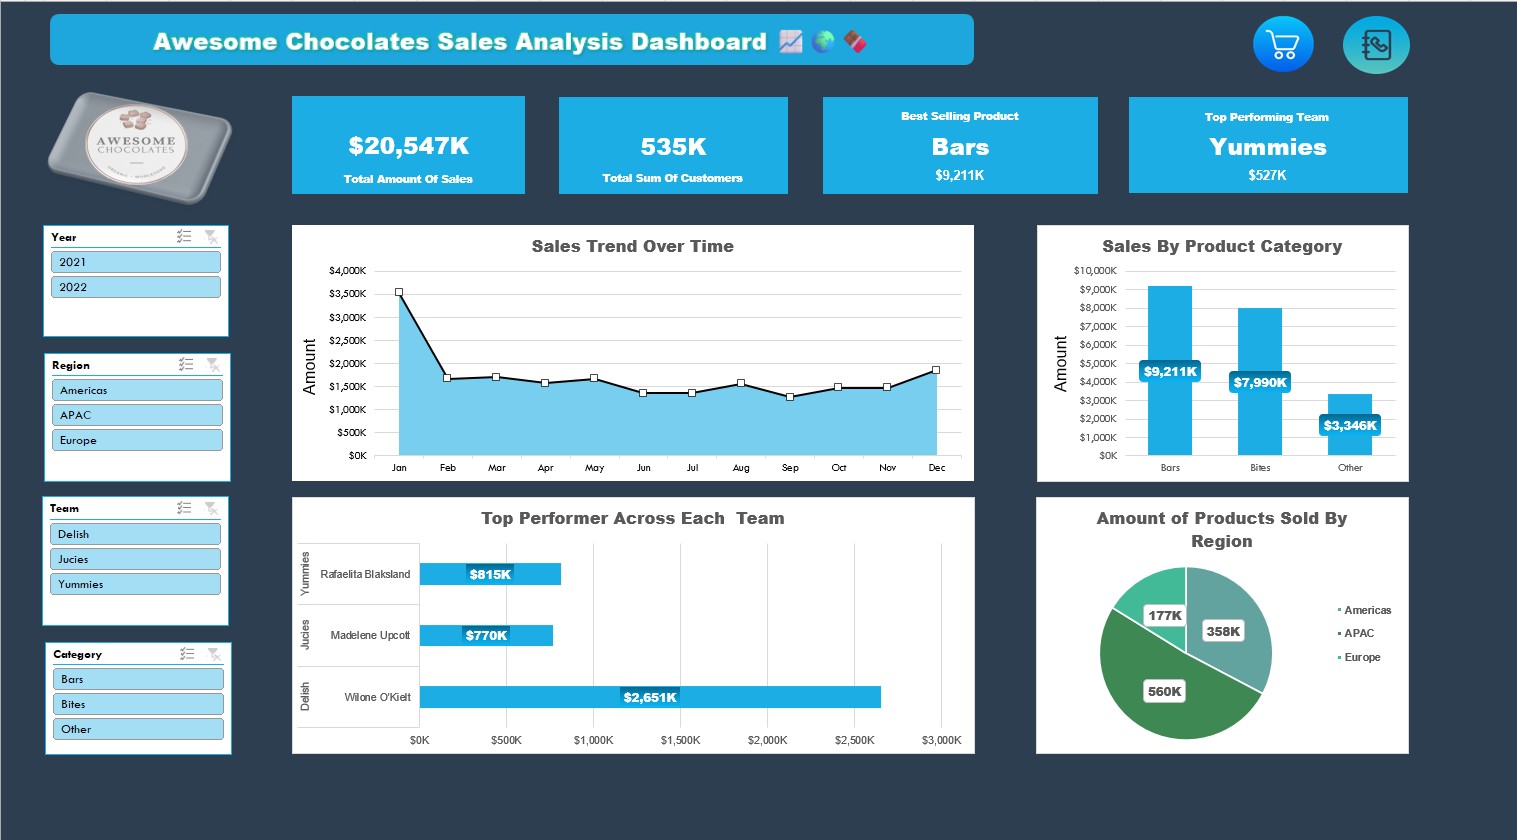 Awesome Chocolates Sales Analysis Dashboard 📈 🌍 🍫
AWESOME
CHOCOLATES
$20,547K
Total Amount Of Sales
535K
Total Sum Of Customers
Best Selling Product
Bars
$9,211K
Top Performing Team
Yummies
$527K
Year
2021
2022
Region
Americas
APAC
Europe
Team
Delish
Jucies
Yummies
Category
Bars
Bites
Other
Sales Trend Over Time
Amount
$4,000K
$3,500K
$3,000K
$2,500K
$2,000K
$1,500K
$1,000K
$500K
$0K
Jan Feb Mar Apr May Jun Jul Aug Sep Oct Nov Dec
Sales By Product Category
Amount
$10,000K
$9,000K
$8,000K
$7,000K
$6,000K
$5,000K
$4,000K
$3,000K
$2,000K
$1,000K
$0K
$9,211K
$7,990K
$3,346K
Bars Bites Other
Top Performer Across Each  Team
Yummies
Rafaelita Blaksland
$815K
Jucies
Madelene Upcott
$770K
Delish
Wilone O'Kielt
$2,651K
$0K $500K $1,000K $1,500K $2,000K $2,500K $3,000K
Amount of Products Sold By
Region
177K
358K
560K
Americas
APAC
Europe